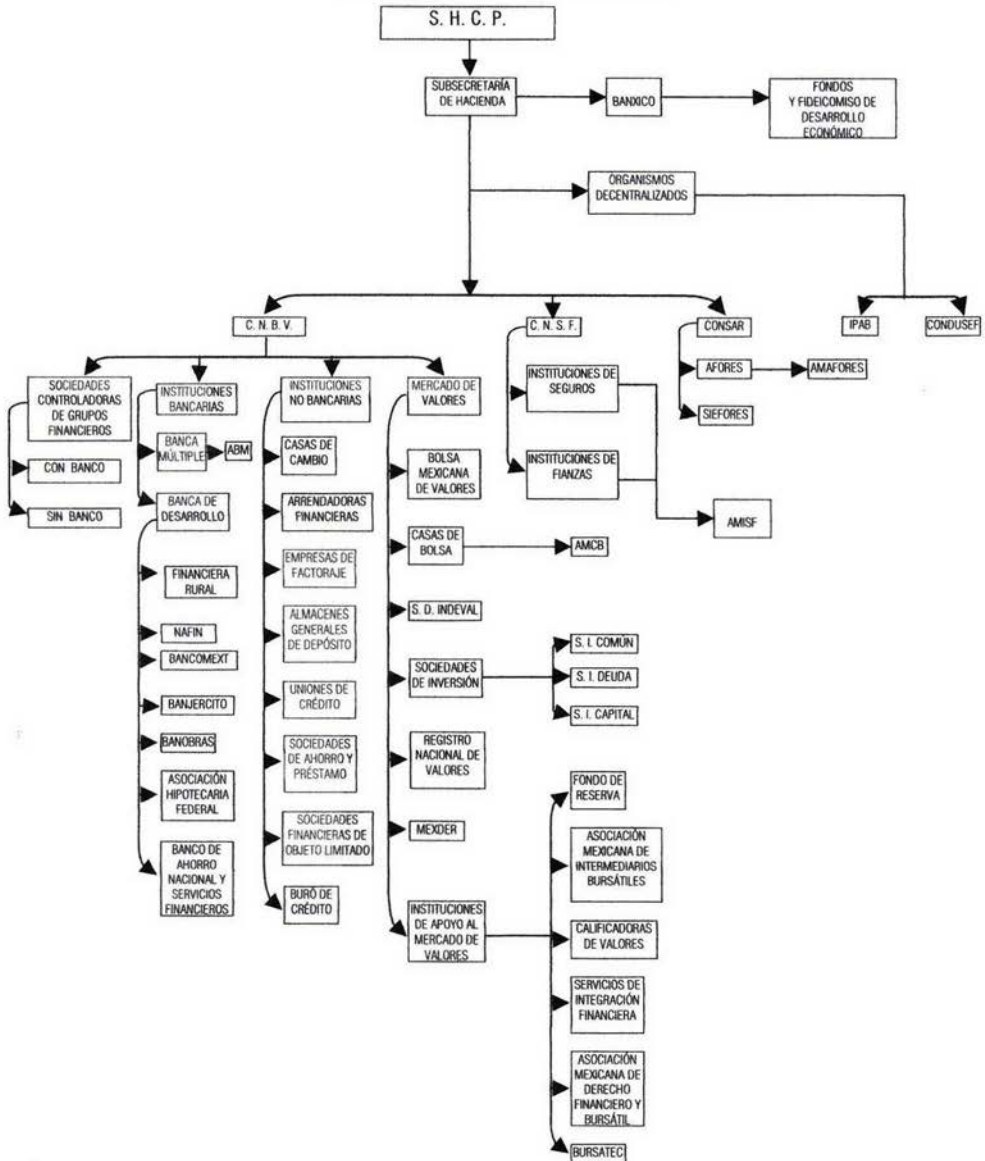 S. H. C. P.
SUBSECRETARÍA
DE HACIENDA
BANXICO
FONDOS
Y FIDEICOMISO DE
DESARROLLO
ECONÓMICO
ORGANISMOS
DECENTRALIZADOS
C. N. B. V.
C. N. S. F.
CONSAR
IPAB
CONDUSEF
SOCIEDADES
CONTROLADORAS
DE GRUPOS
FINANCIEROS
CON BANCO
SIN BANCO
INSTITUCIONES
BANCARIAS
BANCA
MÚLTIPLE
ABM
BANCA DE
DESARROLLO
FINANCIERA
RURAL
NAFIN
BANCOMEXT
BANJERCITO
BANOBRAS
ASOCIACIÓN
HIPOTECARIA
FEDERAL
BANCO DE
AHORRO
NACIONAL Y
SERVICIOS
FINANCIEROS
INSTITUCIONES
NO BANCARIAS
CASAS DE
CAMBIO
ARRENDADORAS
FINANCIERAS
EMPRESAS DE
FACTORAJE
ALMACENES
GENERALES
DE DEPÓSITO
UNIONES DE
CRÉDITO
SOCIEDADES
DE AHORRO Y
PRÉSTAMO
SOCIEDADES
FINANCIERAS DE
OBJETO LIMITADO
BURÓ DE
CRÉDITO
MERCADO DE
VALORES
BOLSA
MEXICANA
DE VALORES
CASAS DE
BOLSA
AMCB
S. D. INDEVAL
SOCIEDADES
DE INVERSIÓN
S. I. COMÚN
S. I. DEUDA
S. I. CAPITAL
REGISTRO
NACIONAL DE
VALORES
MEXDER
INSTITUCIONES
DE APOYO AL
MERCADO DE
VALORES
FONDO DE
RESERVA
ASOCIACIÓN
MEXICANA DE
INTERMEDIARIOS
BURSÁTILES
CALIFICADORAS
DE VALORES
SERVICIOS DE
INTEGRACIÓN
FINANCIERA
ASOCIACIÓN
MEXICANA DE
DERECHO
FINANCIERO Y
BURSÁTIL
BURSATEC
INSTITUCIONES DE
SEGUROS
INSTITUCIONES DE
FIANZAS
AMISF
AFORES
AMAFORES
SIEFORES